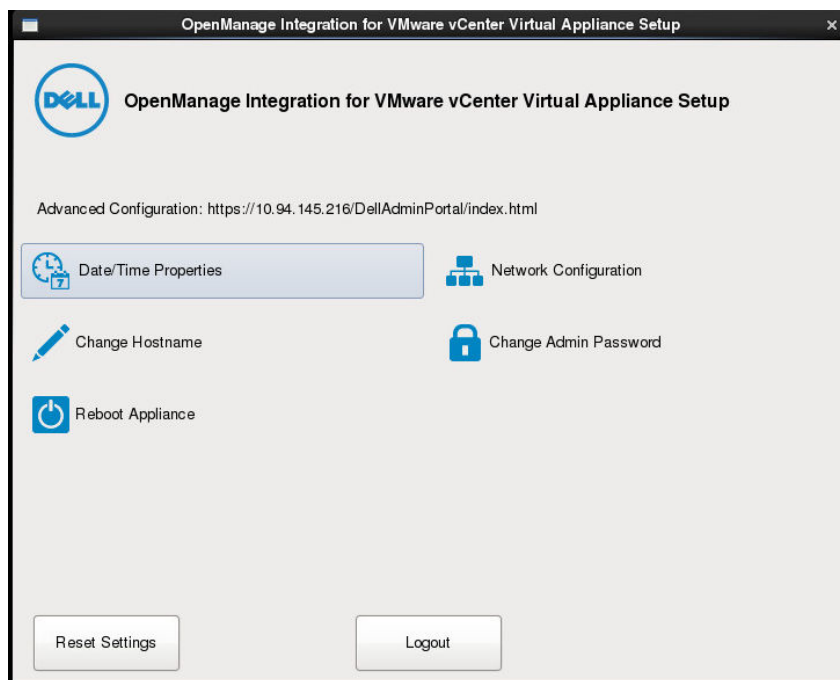 OpenManage Integration for VMware vCenter Virtual Appliance Setup
DELL
OpenManage Integration for VMware vCenter Virtual Appliance Setup
Advanced Configuration: https://10.94.145.216/DellAdminPortal/index.html
7
Date/Time Properties
Network Configuration
Change Hostname
Change Admin Password
Reboot Appliance
Reset Settings
Logout